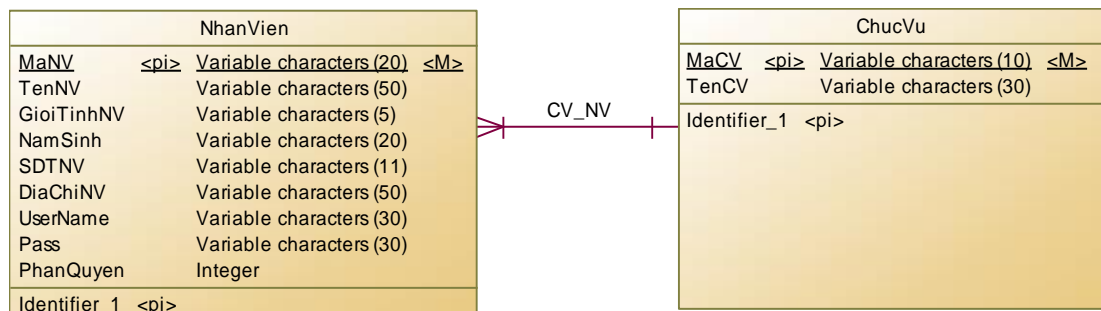 NhanVien
MaNV <pi> Variable characters (20) <M>
TenNV Variable characters (50)
GioiTinhNV Variable characters (5)
NamSinh Variable characters (20)
SDTNV Variable characters (11)
DiaChiNV Variable characters (50)
UserName Variable characters (30)
Pass Variable characters (30)
PhanQuyen Integer
Identifier_1 <pi>
CV_NV
ChucVu
MaCV <pi> Variable characters (10) <M>
TenCV Variable characters (30)
Identifier_1 <pi>